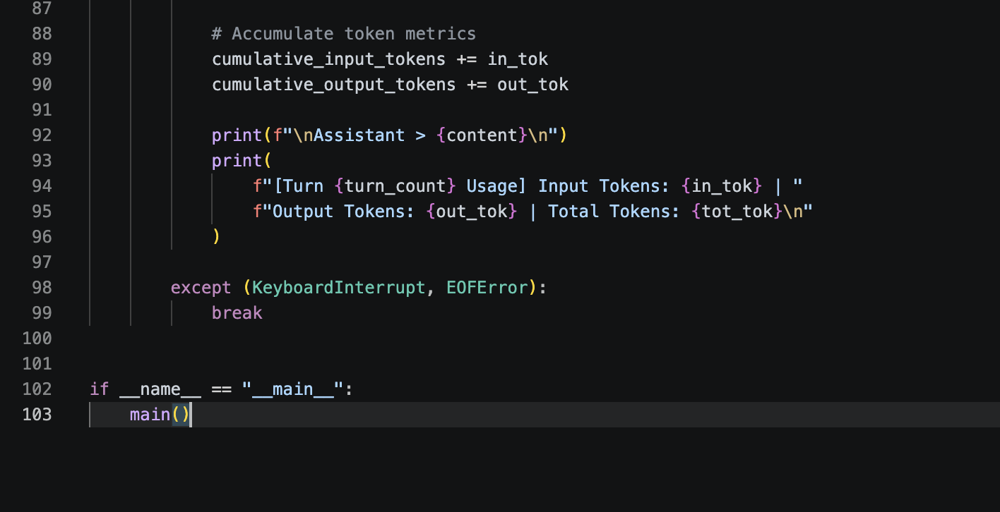 87
88 # Accumulate token metrics
89 cumulative_input_tokens += in_tok
90 cumulative_output_tokens += out_tok
91
92 print(f"\nAssistant > {content}\n")
93 print(
94 f"[Turn {turn_count} Usage] Input Tokens: {in_tok} | "
95 f"Output Tokens: {out_tok} | Total Tokens: {tot_tok}\n"
96 )
97
98 except (KeyboardInterrupt, EOFError):
99 break
100
101
102 if __name__ == "__main__":
103 main()